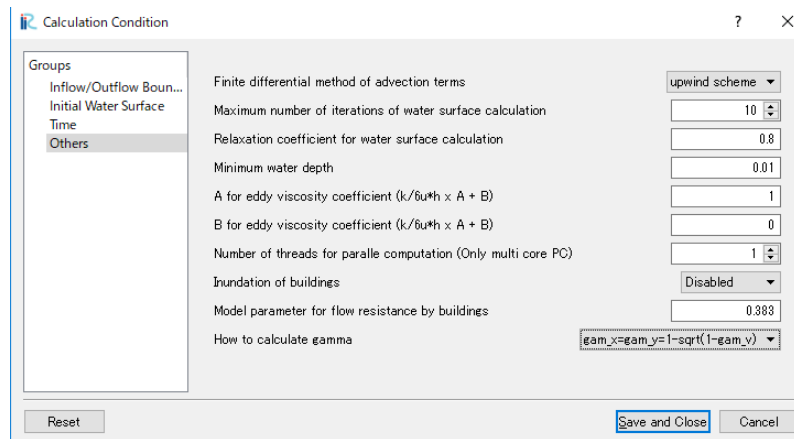 iRIC Calculation Condition ? ×
Groups
Inflow/Outflow Boun...
Initial Water Surface
Time
Others
Finite differential method of advection terms upwind scheme
Maximum number of iterations of water surface calculation 10
Relaxation coefficient for water surface calculation 0.8
Minimum water depth 0.01
A for eddy viscosity coefficient (k/6u*h x A + B) 1
B for eddy viscosity coefficient (k/6u*h x A + B) 0
Number of threads for paralle computation (Only multi core PC) 1
Inundation of buildings Disabled
Model parameter for flow resistance by buildings 0.383
How to calculate gamma gam_x=gam_y=1-sqrt(1-gam_v)
Reset Save and Close Cancel